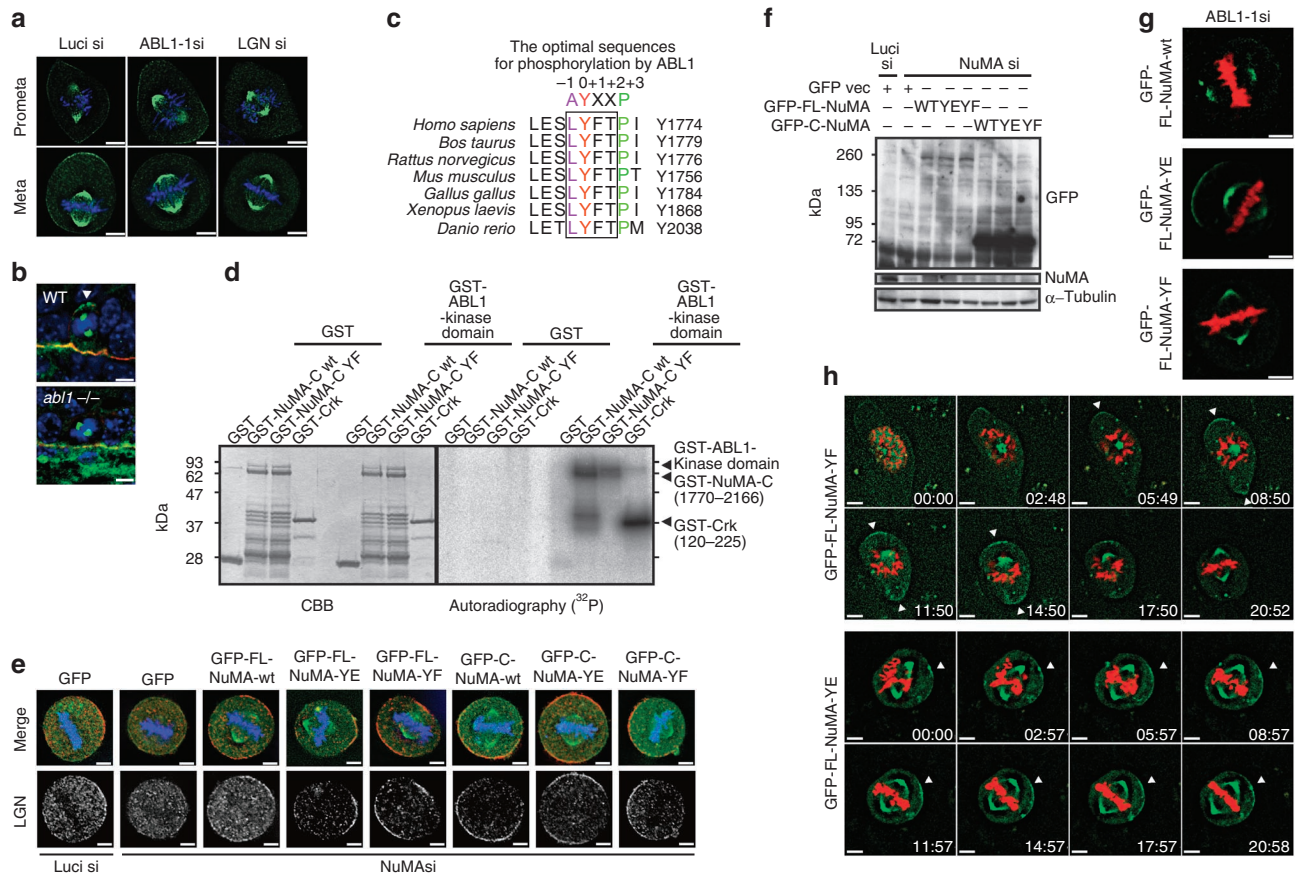 a
Luci si ABL1-1si LGN si
Prometa
Meta
b
WT
abl1 –/–
c
The optimal sequences
for phosphorylation by ABL1
–1 0+1+2+3
AYXXP
Homo sapiens LESLYFTPI Y1774
Bos taurus LESLYFTPI Y1779
Rattus norvegicus LESLYFTPI Y1776
Mus musculus LESLYFTPT Y1756
Gallus gallus LESLYFTPI Y1784
Xenopus laevis LESLYFTPI Y1868
Danio rerio LETLYFTPM Y2038
d
GST
GST-
ABL1
-kinase
domain
GST
GST-
ABL1
-kinase
domain
GST
GST-NuMA-C wt
GST-NuMA-C YF
GST-Crk
GST
GST-NuMA-C wt
GST-NuMA-C YF
GST-Crk
GST
GST-NuMA-C wt
GST-NuMA-C YF
GST-Crk
GST
GST-NuMA-C wt
GST-NuMA-C YF
GST-Crk
kDa
93
62
47
37
28
GST-ABL1-
Kinase domain
GST-NuMA-C
(1770–2166)
GST-Crk
(120–225)
CBB
Autoradiography (32P)
e
GFP GFP GFP-FL-NuMA-wt GFP-FL-NuMA-YE GFP-FL-NuMA-YF GFP-C-NuMA-wt GFP-C-NuMA-YE GFP-C-NuMA-YF
Merge
LGN
Luci si NuMAsi
f
Luci
si NuMA si
GFP vec + + – – – – – –
GFP-FL-NuMA – – WT YE YF – – –
GFP-C-NuMA – – – – – WT YE YF
kDa
260
135
95
72
GFP
NuMA
α–Tubulin
g
ABL1-1si
GFP-
FL-NuMA-wt
GFP-
FL-NuMA-YE
GFP-
FL-NuMA-YF
h
GFP-FL-NuMA-YF
00:00 02:48 05:49 08:50
11:50 14:50 17:50 20:52
GFP-FL-NuMA-YE
00:00 02:57 05:57 08:57
11:57 14:57 17:57 20:58